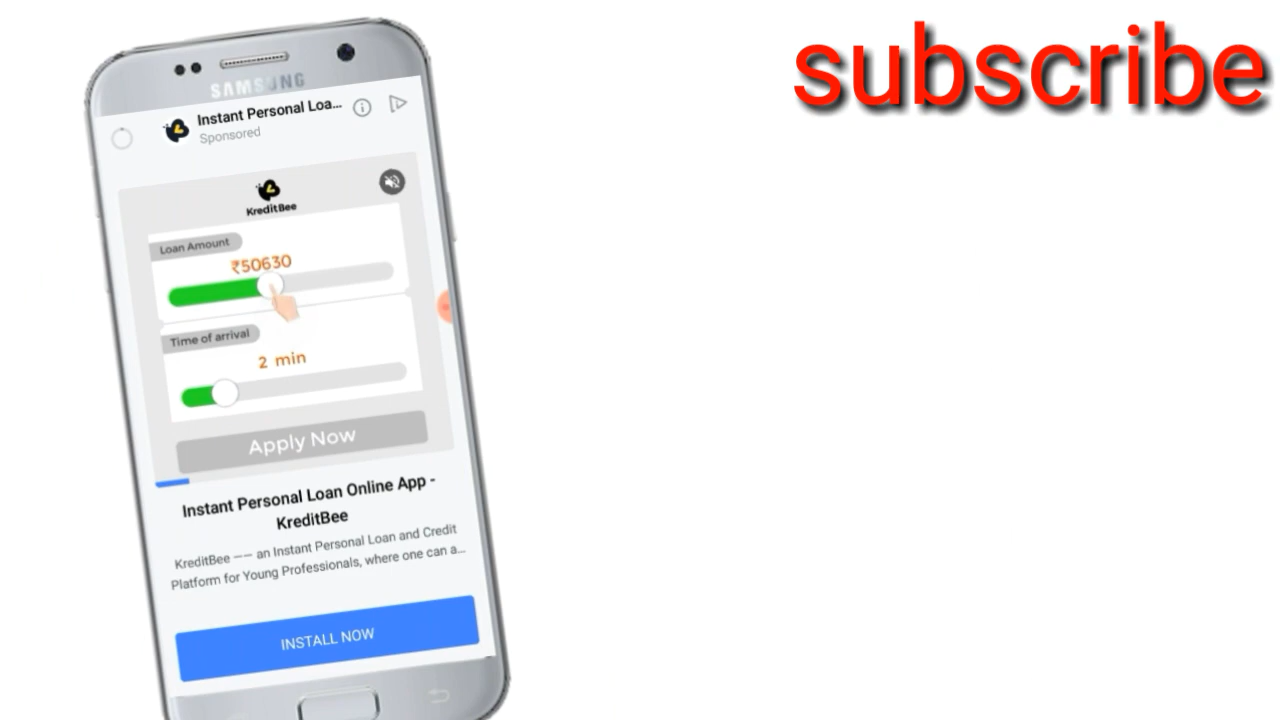 subscribe
SAMSUNG
Instant Personal Loa...
Sponsored
KreditBee
Loan Amount
₹50630
Time of arrival
2 min
Apply Now
Instant Personal Loan Online App -
KreditBee
KreditBee —— an Instant Personal Loan and Credit
Platform for Young Professionals, where one can a...
INSTALL NOW